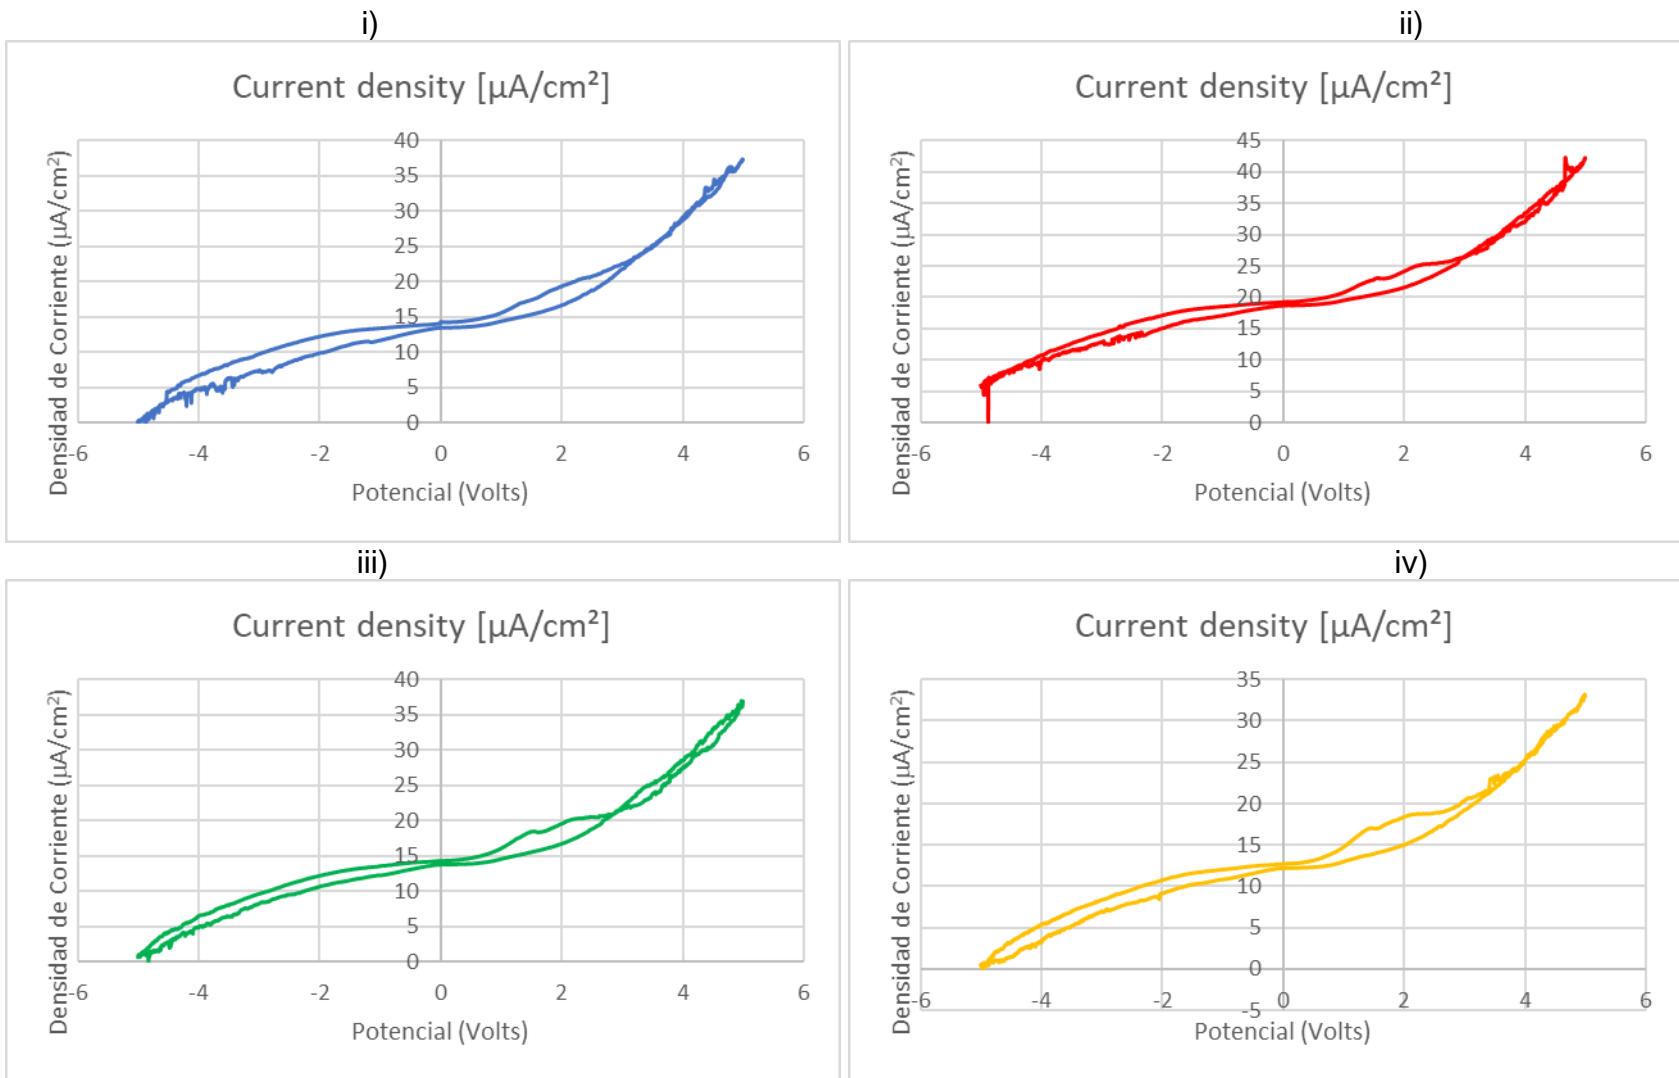 i)
Current density [µA/cm²]
Densidad de Corriente (µA/cm²)
40
35
30
25
20
15
10
5
0
-6 -4 -2 0 2 4 6
Potencial (Volts)
ii)
Current density [µA/cm²]
Densidad de Corriente (µA/cm²)
45
40
35
30
25
20
15
10
5
0
-6 -4 -2 0 2 4 6
Potencial (Volts)
iii)
Current density [µA/cm²]
Densidad de Corriente (µA/cm²)
40
35
30
25
20
15
10
5
0
-6 -4 -2 0 2 4 6
Potencial (Volts)
iv)
Current density [µA/cm²]
Densidad de Corriente (µA/cm²)
35
30
25
20
15
10
5
0
-5
-6 -4 -2 0 2 4 6
Potencial (Volts)